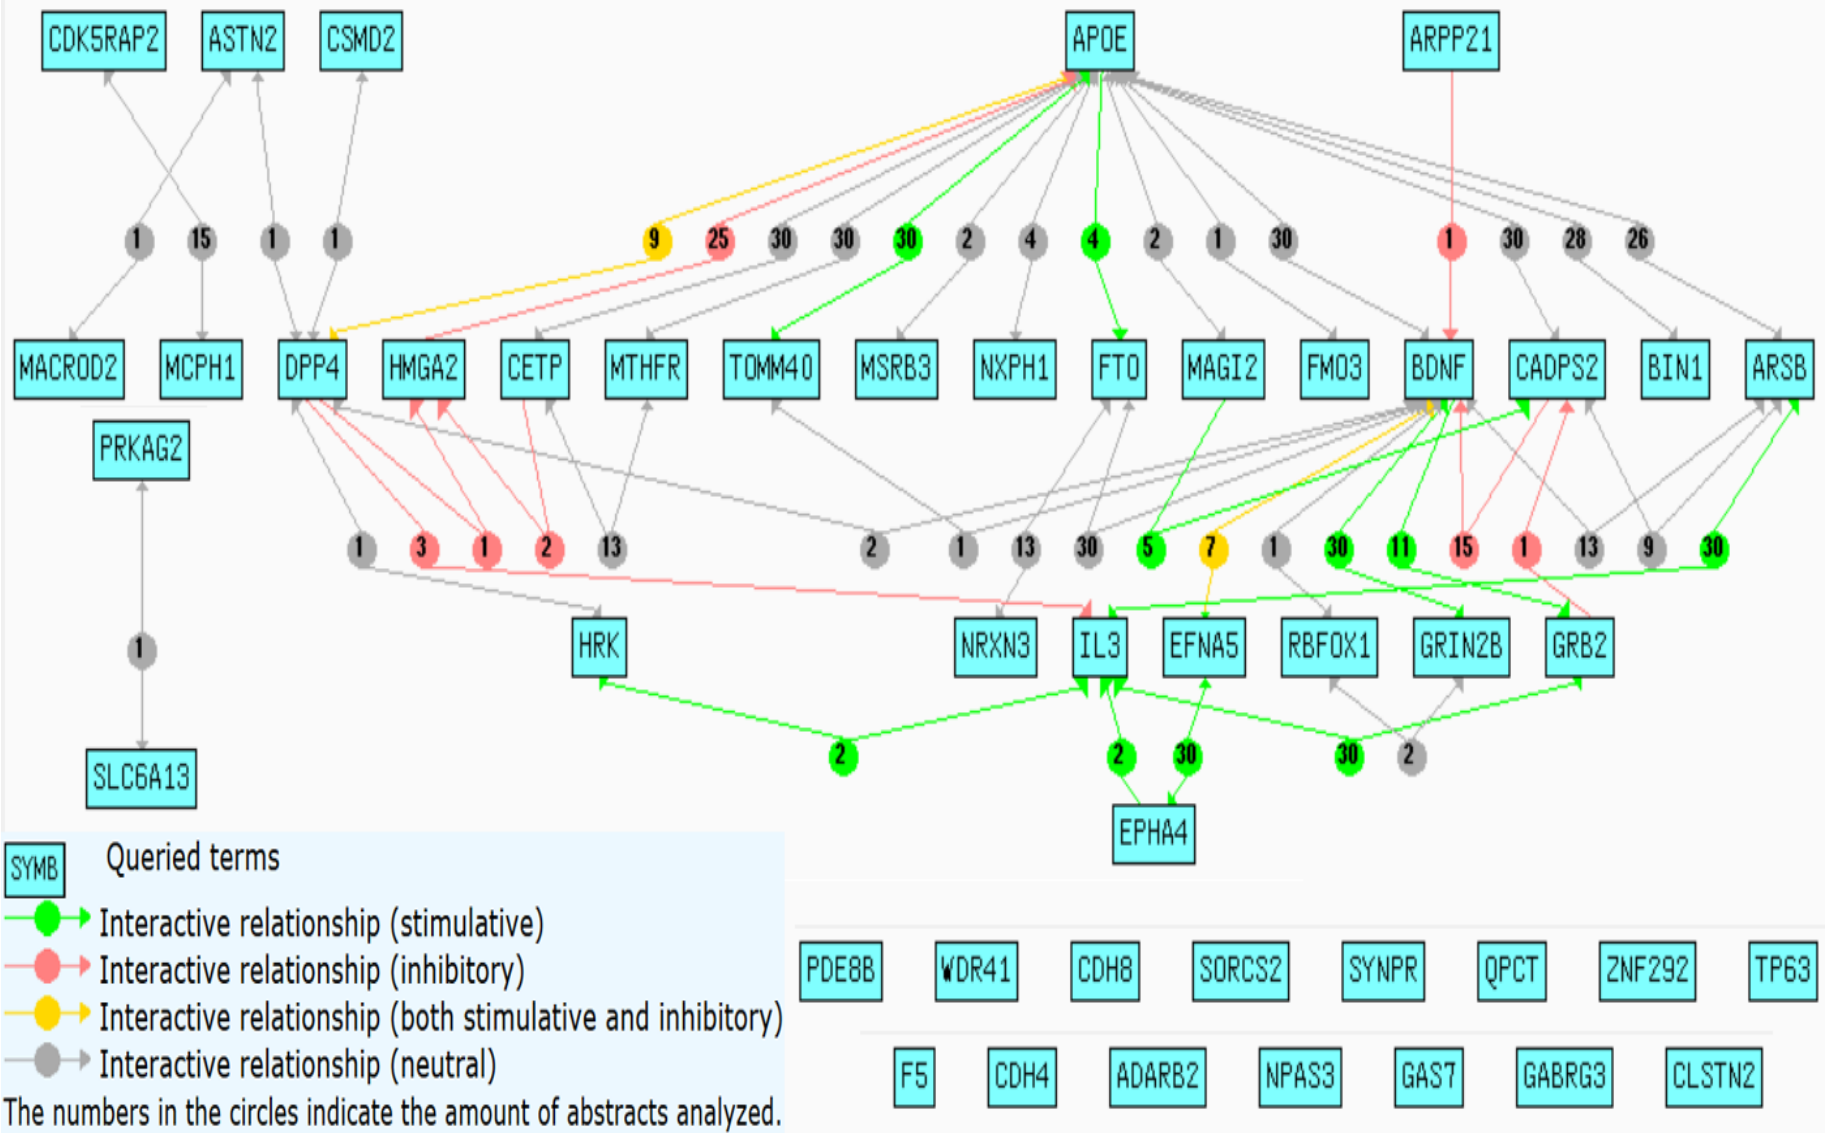 CDK5RAP2 ASTN2 CSMD2 APOE ARPP21
1 15 1 1 9 25 30 30 30 2 4 4 2 1 30 1 30 28 26
MACROD2 MCPH1 DPP4 HMGA2 CETP MTHFR TOMM40 MSRB3 NXPH1 FTO MAGI2 FMO3 BDNF CADPS2 BIN1 ARSB
PRKAG2
1 3 1 2 13 2 1 13 30 5 7 1 30 11 15 1 13 9 30
1 HRK NRXN3 IL3 EFNA5 RBFOX1 GRIN2B GRB2
2 2 30 30 2
SLC6A13
EPHA4
SYMB Queried terms
Interactive relationship (stimulative)
Interactive relationship (inhibitory)
Interactive relationship (both stimulative and inhibitory)
Interactive relationship (neutral)
The numbers in the circles indicate the amount of abstracts analyzed.
PDE8B WDR41 CDH8 SORCS2 SYNPR QPCT ZNF292 TP63
F5 CDH4 ADARB2 NPAS3 GAS7 GABRG3 CLSTN2